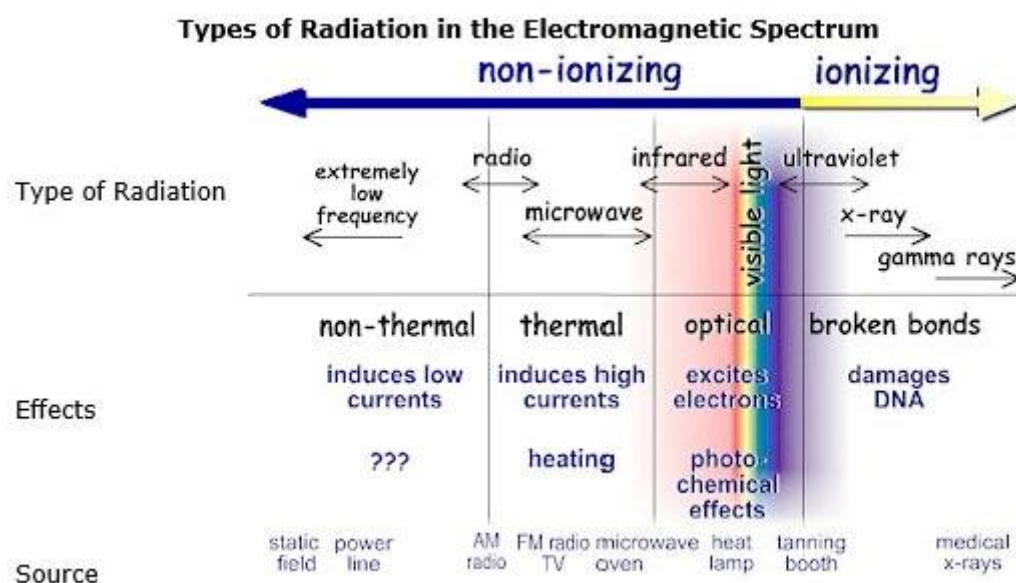 Types of Radiation in the Electromagnetic Spectrum
non-ionizing
ionizing
Type of Radiation
extremely
low
frequency
radio
microwave
infrared
visible light
ultraviolet
x-ray
gamma rays
Effects
non-thermal
induces low
currents
???
thermal
induces high
currents
heating
optical
excites
electrons
photo-
chemical
effects
broken bonds
damages
DNA
Source
static
field
power
line
AM
radio
FM radio
TV
microwave
oven
heat
lamp
tanning
booth
medical
x-rays